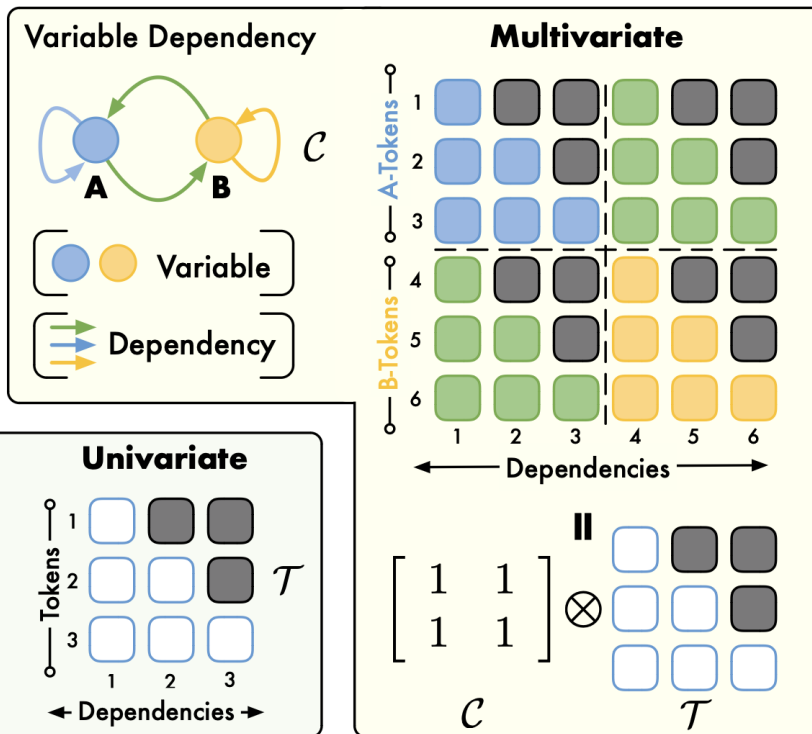 Variable Dependency
A
B
𝒞
Variable
Dependency
Multivariate
A-Tokens
1
2
3
B-Tokens
4
5
6
1 2 3 4 5 6
Dependencies
Univariate
Tokens
1
2
3
𝒯
1 2 3
Dependencies
=
[ 1 1
1 1 ] ⊗
𝒞 𝒯